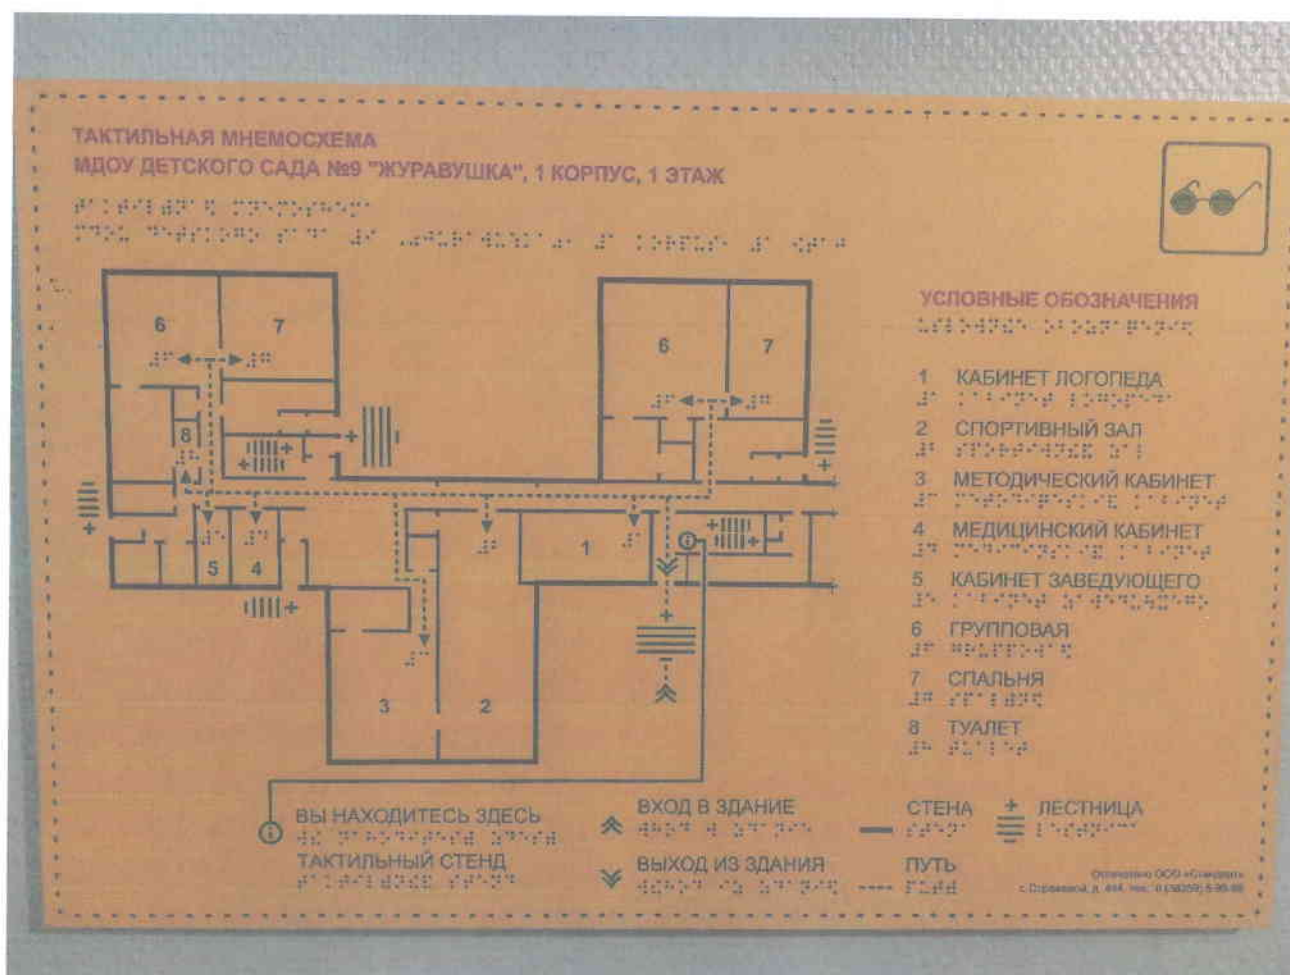 ТАКТИЛЬНАЯ МНЕМОСХЕМА
МДОУ ДЕТСКОГО САДА №9 "ЖУРАВУШКА", 1 КОРПУС, 1 ЭТАЖ
6 7
8
5 4
3 2
1
6 7
УСЛОВНЫЕ ОБОЗНАЧЕНИЯ
1 КАБИНЕТ ЛОГОПЕДА
2 СПОРТИВНЫЙ ЗАЛ
3 МЕТОДИЧЕСКИЙ КАБИНЕТ
4 МЕДИЦИНСКИЙ КАБИНЕТ
5 КАБИНЕТ ЗАВЕДУЮЩЕГО
6 ГРУППОВАЯ
7 СПАЛЬНЯ
8 ТУАЛЕТ
ВЫ НАХОДИТЕСЬ ЗДЕСЬ
ТАКТИЛЬНЫЙ СТЕНД
ВХОД В ЗДАНИЕ
ВЫХОД ИЗ ЗДАНИЯ
СТЕНА
ПУТЬ
ЛЕСТНИЦА
ООО «Стандарт»